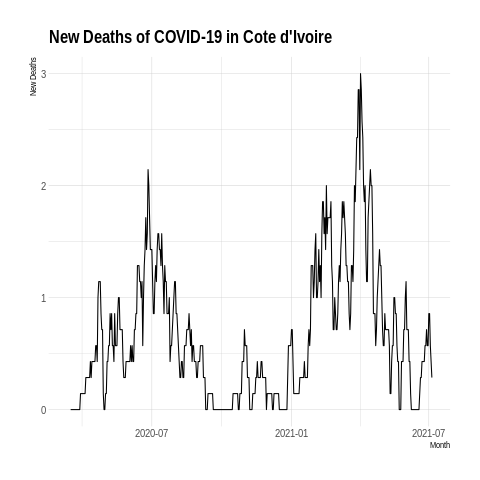 New Deaths of COVID-19 in Cote d'Ivoire
New Deaths
3
2
1
0
2020-07
2021-01
2021-07
Month